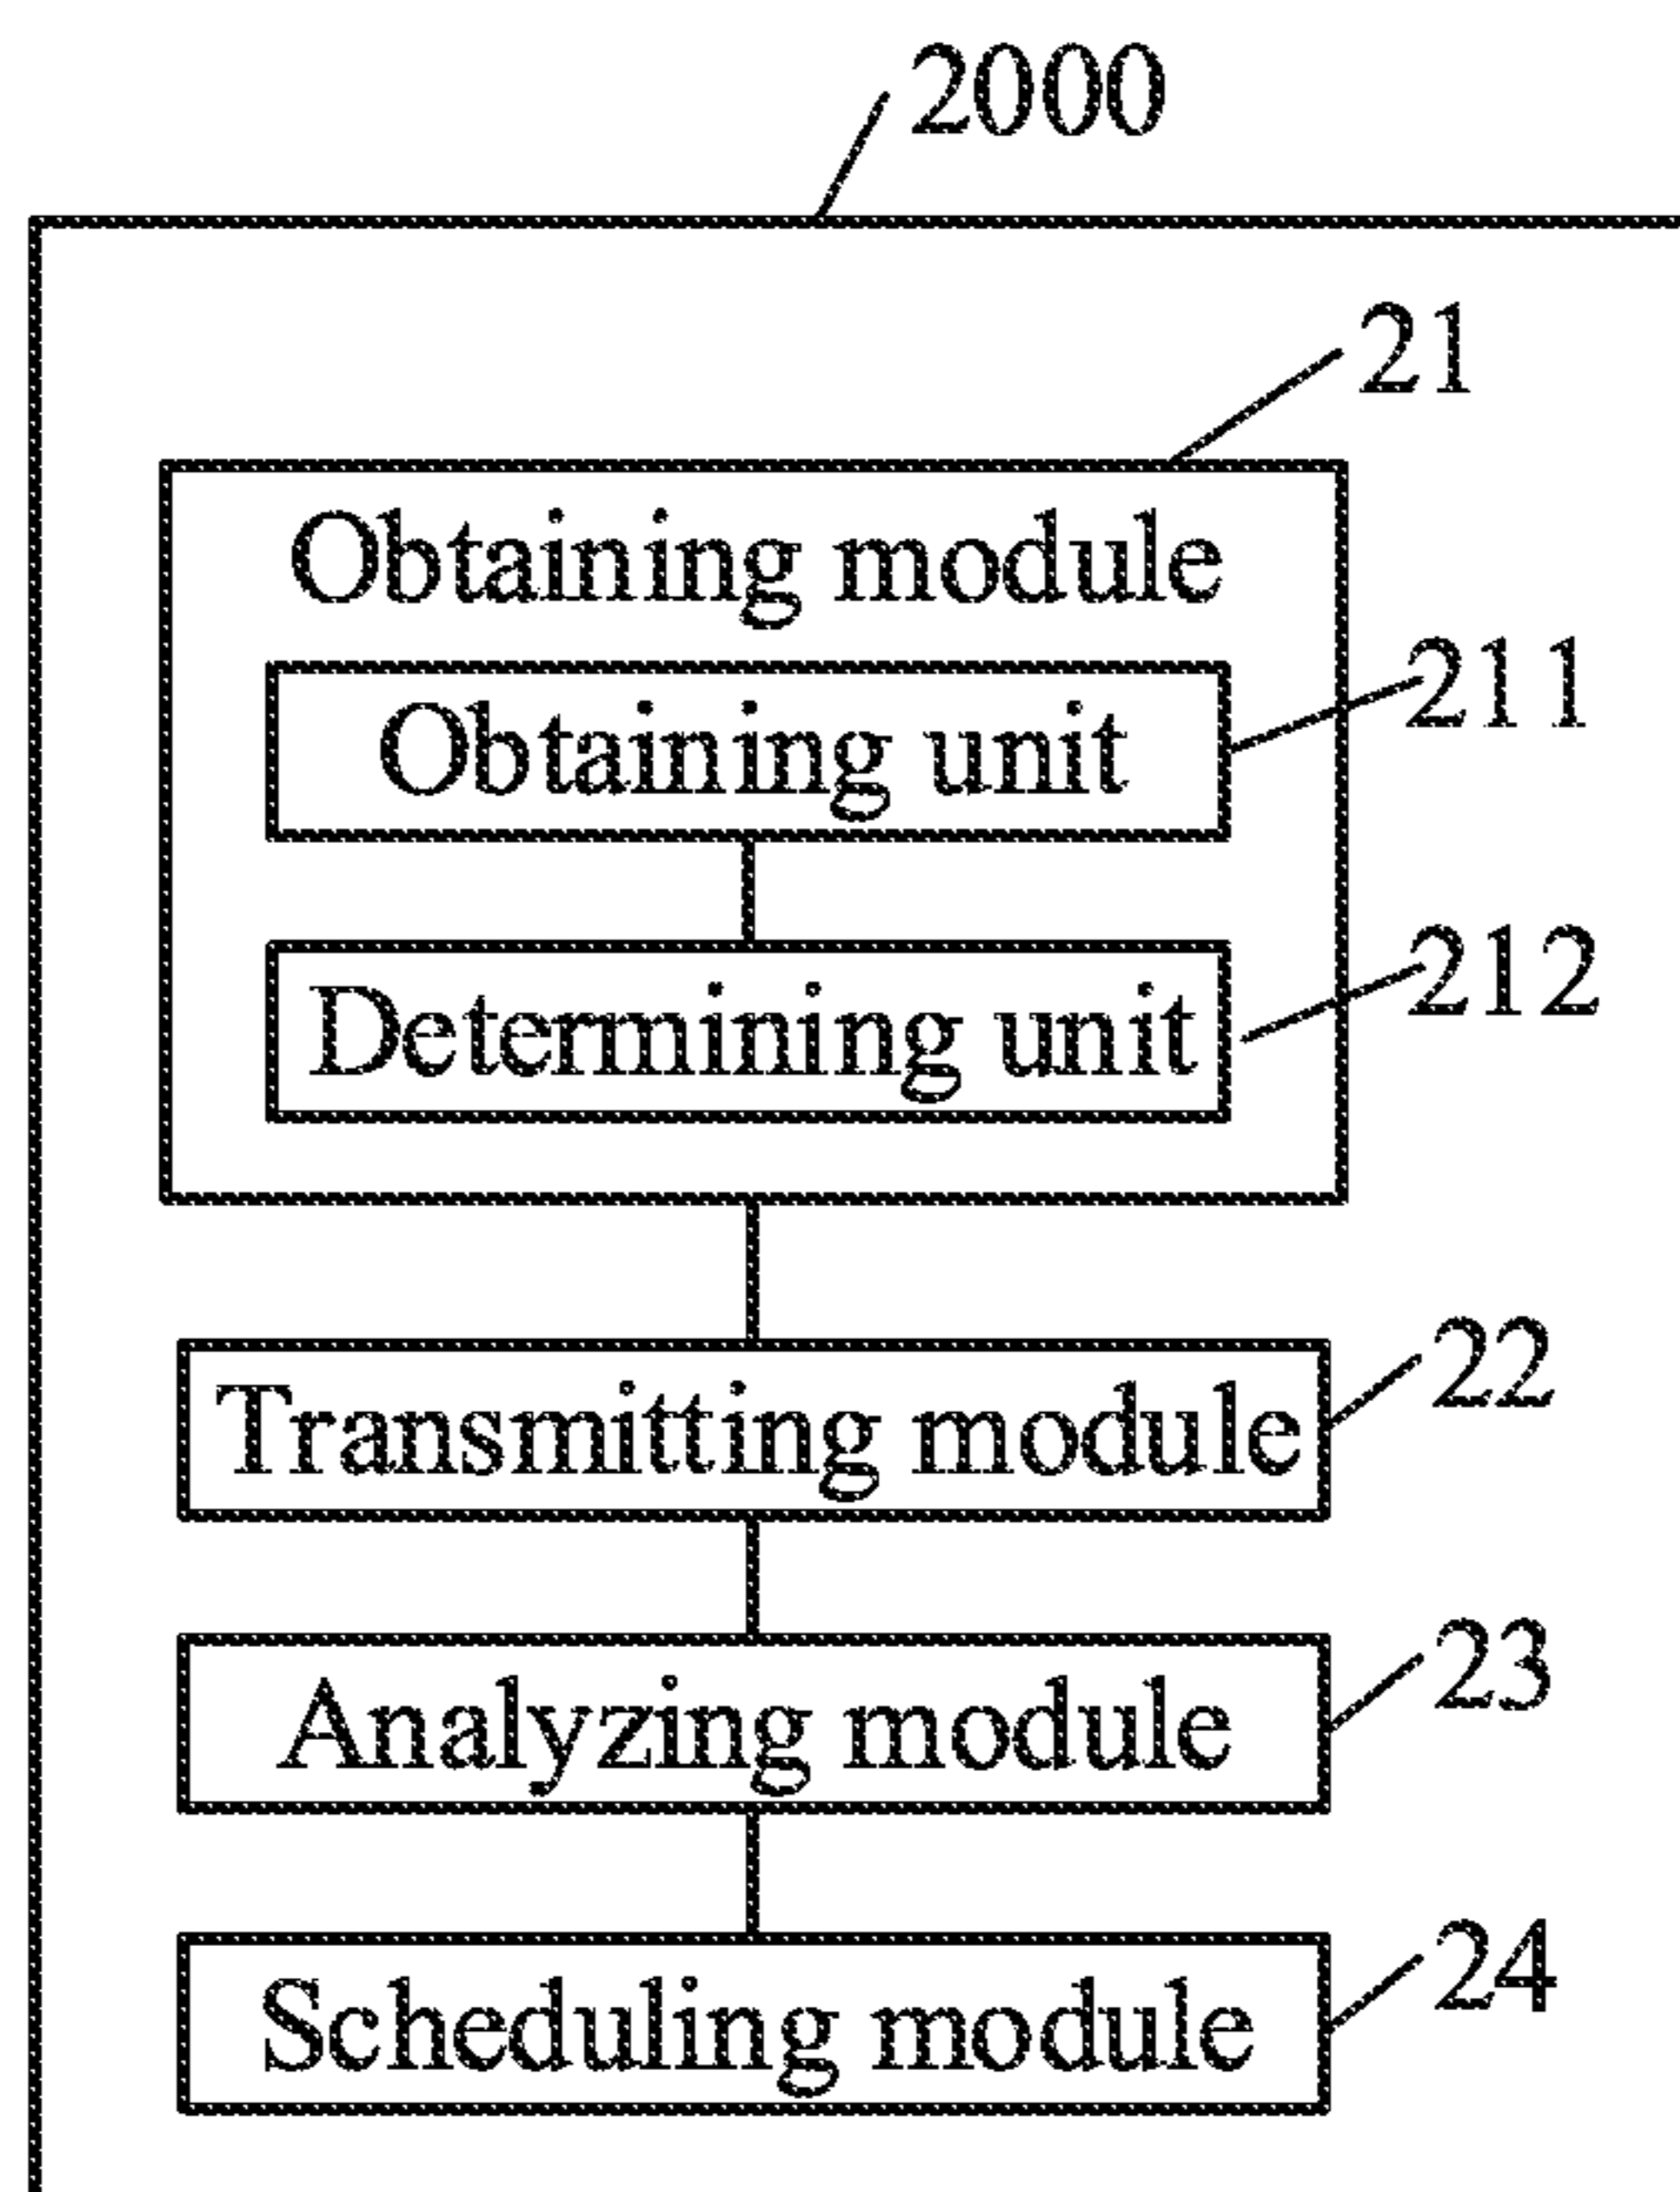 2000
21
Obtaining module
211
Obtaining unit
212
Determining unit
22
Transmitting module
23
Analyzing module
24
Scheduling module